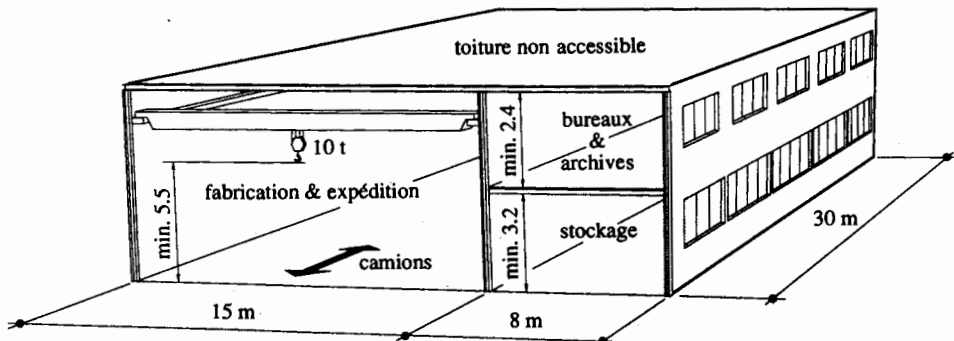 toiture non accessible
min. 2.4
bureaux
&
archives
10 t
min. 5.5
fabrication & expédition
min. 3.2
stockage
30 m
camions
15 m
8 m